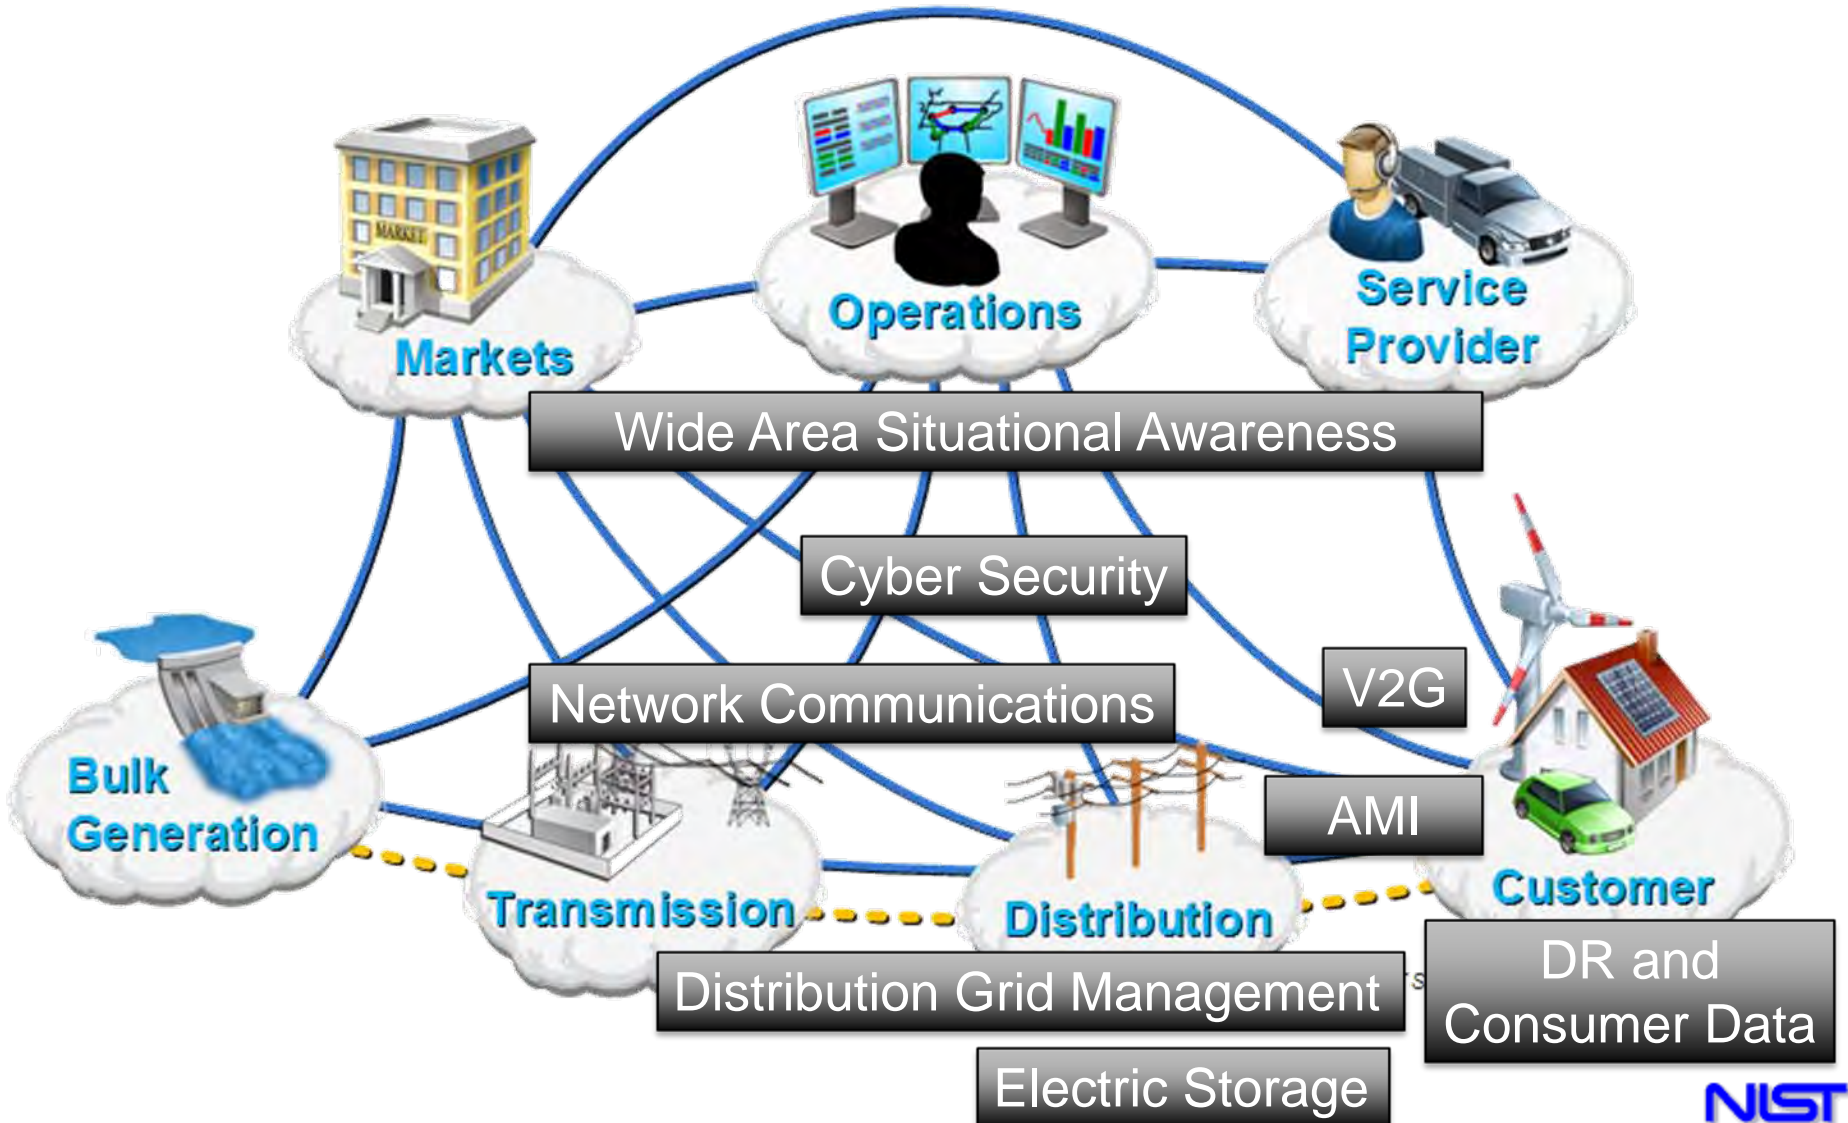 MARKET
Markets
Operations
Service
Provider
Wide Area Situational Awareness
Cyber Security
Network Communications
V2G
Bulk
Generation
AMI
Transmission
Distribution
Customer
Distribution Grid Management
s
DR and
Consumer Data
Electric Storage
NIST